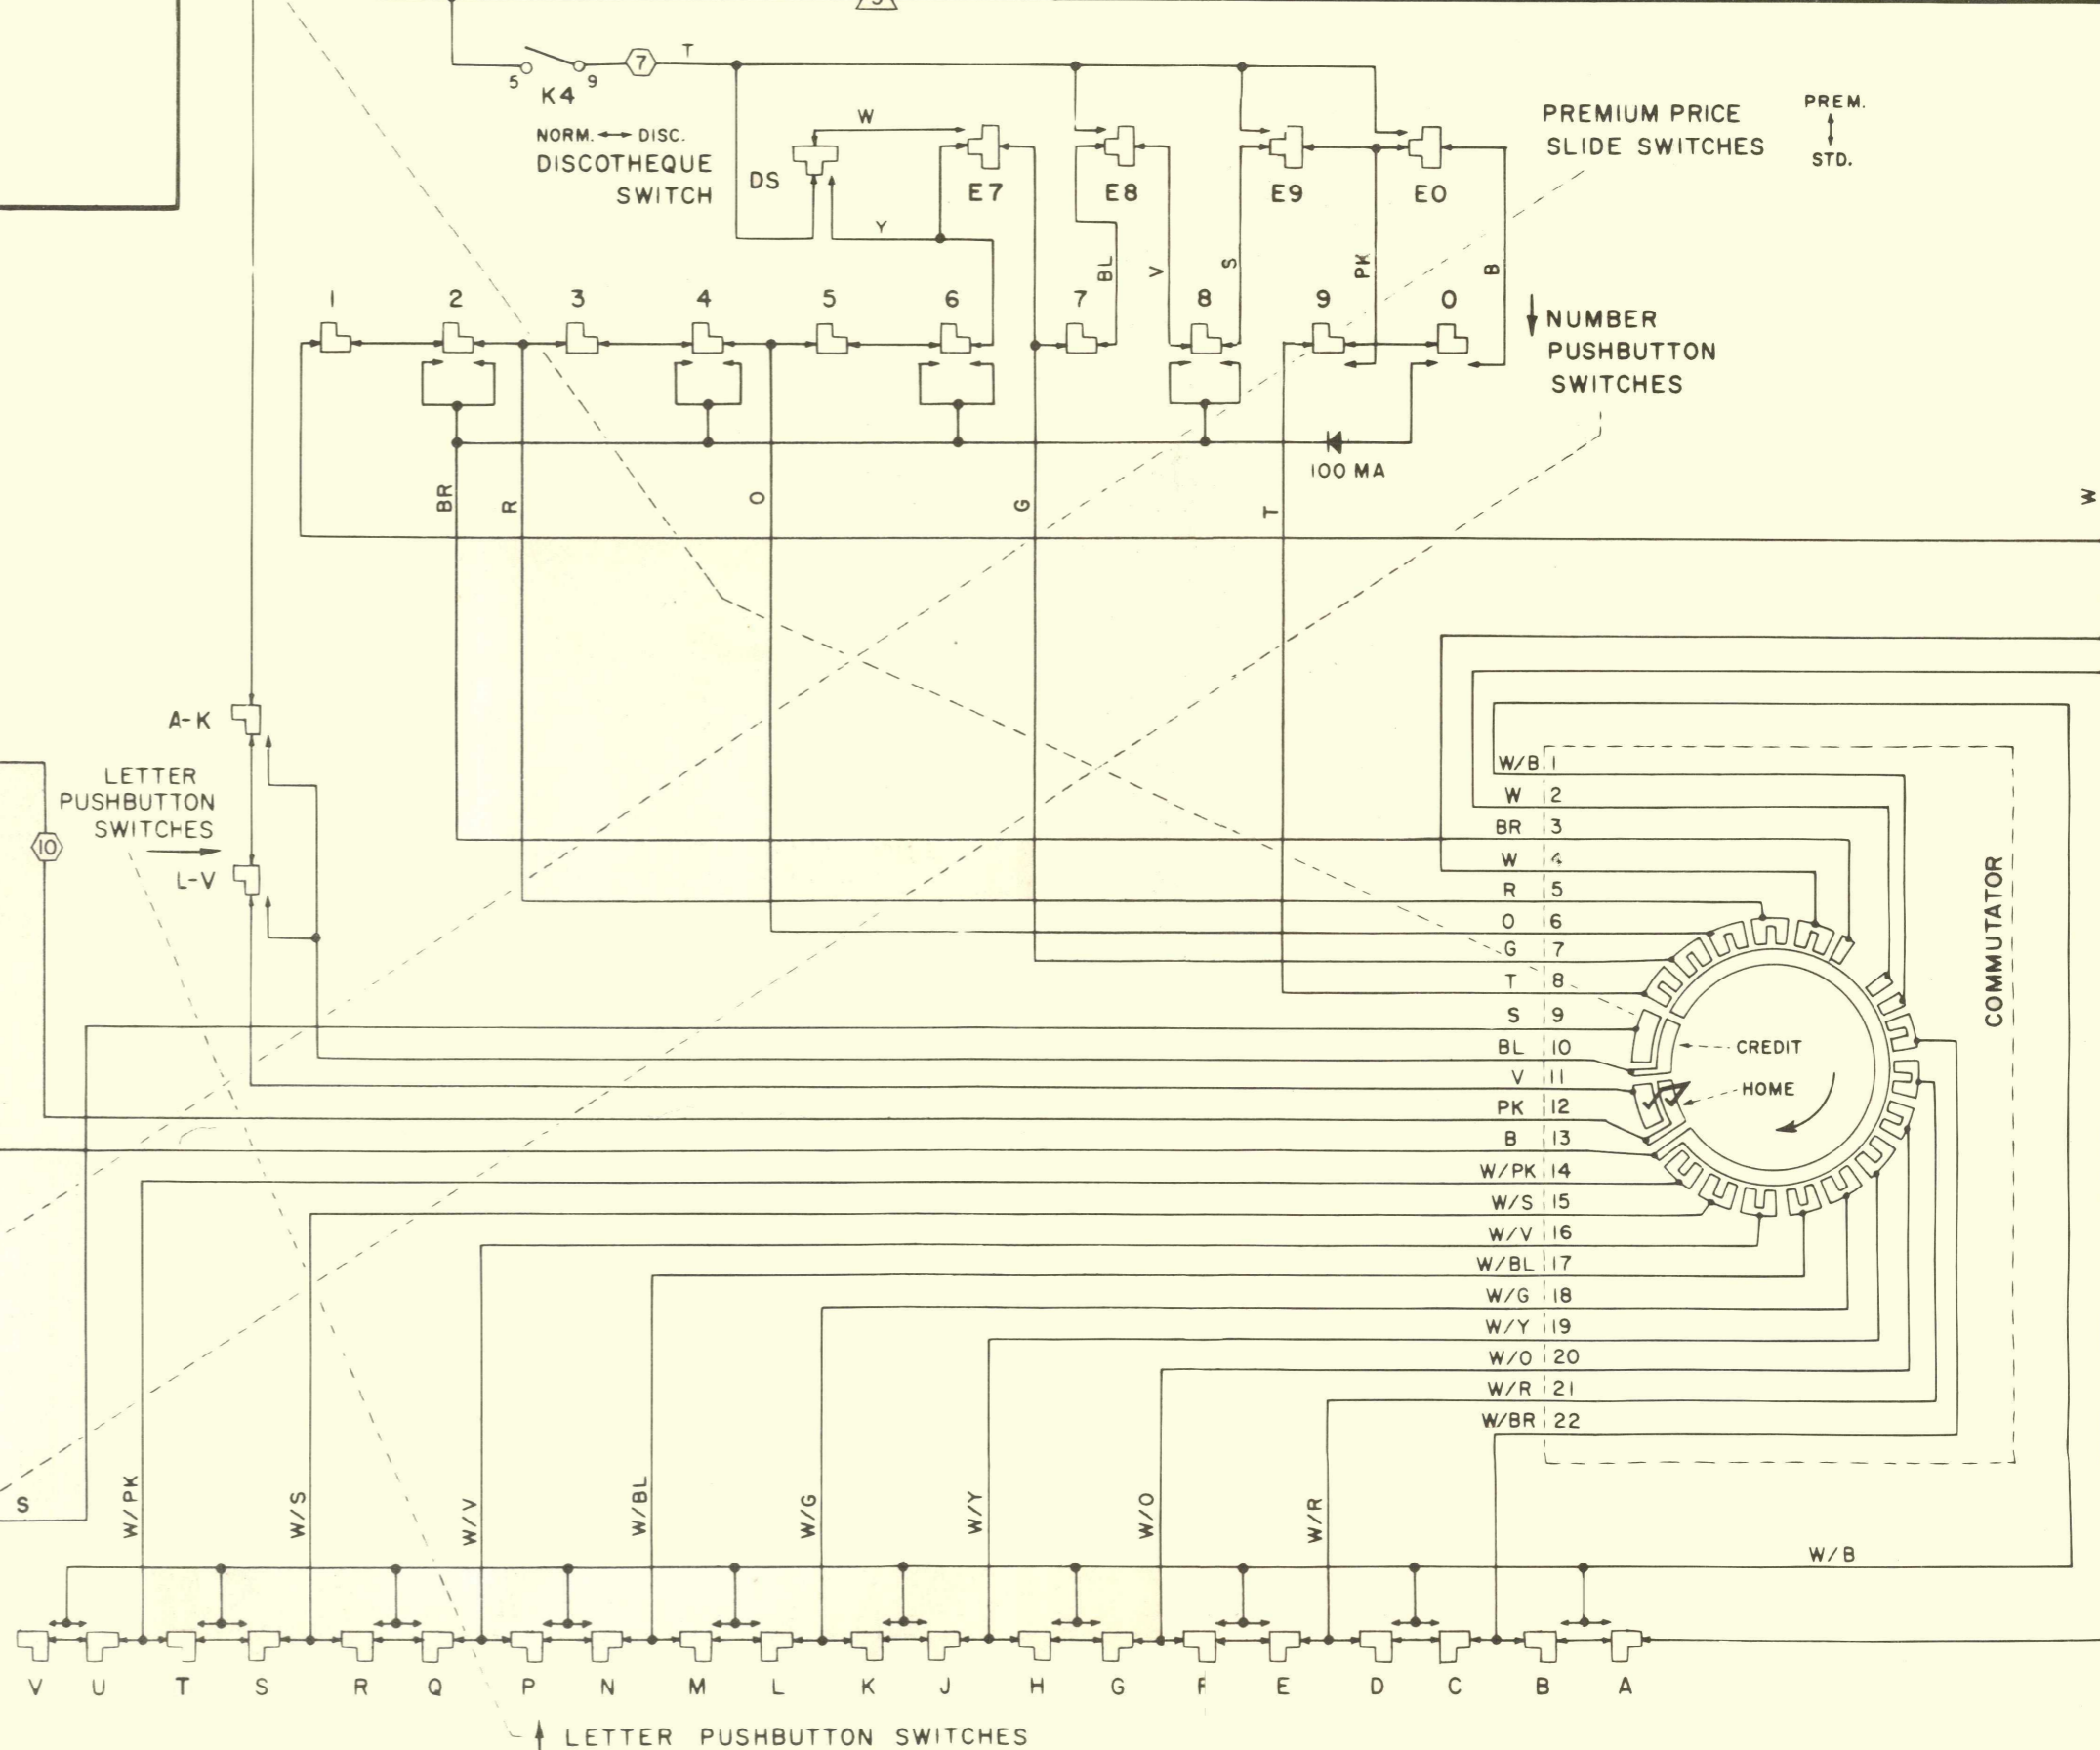 5 K4 9 7 T
NORM. DISC.
DISCOTHEQUE
SWITCH
DS
W
Y
E7
E8
E9
E0
PREMIUM PRICE
SLIDE SWITCHES
PREM.
STD.
BL
V
S
PK
B
1 2 3 4 5 6 7 8 9 0
NUMBER
PUSHBUTTON
SWITCHES
100 MA
BR
R
O
G
T
W
A-K
LETTER
PUSHBUTTON
SWITCHES
L-V
10
W/B 1
W 2
BR 3
W 4
R 5
O 6
G 7
T 8
S 9
BL 10
V 11
PK 12
B 13
W/PK 14
W/S 15
W/V 16
W/BL 17
W/G 18
W/Y 19
W/O 20
W/R 21
W/BR 22
COMMUTATOR
CREDIT
HOME
S
W/PK
W/S
W/V
W/BL
W/G
W/Y
W/O
W/R
W/B
V U T S R Q P N M L K J H G F E D C B A
LETTER PUSHBUTTON SWITCHES